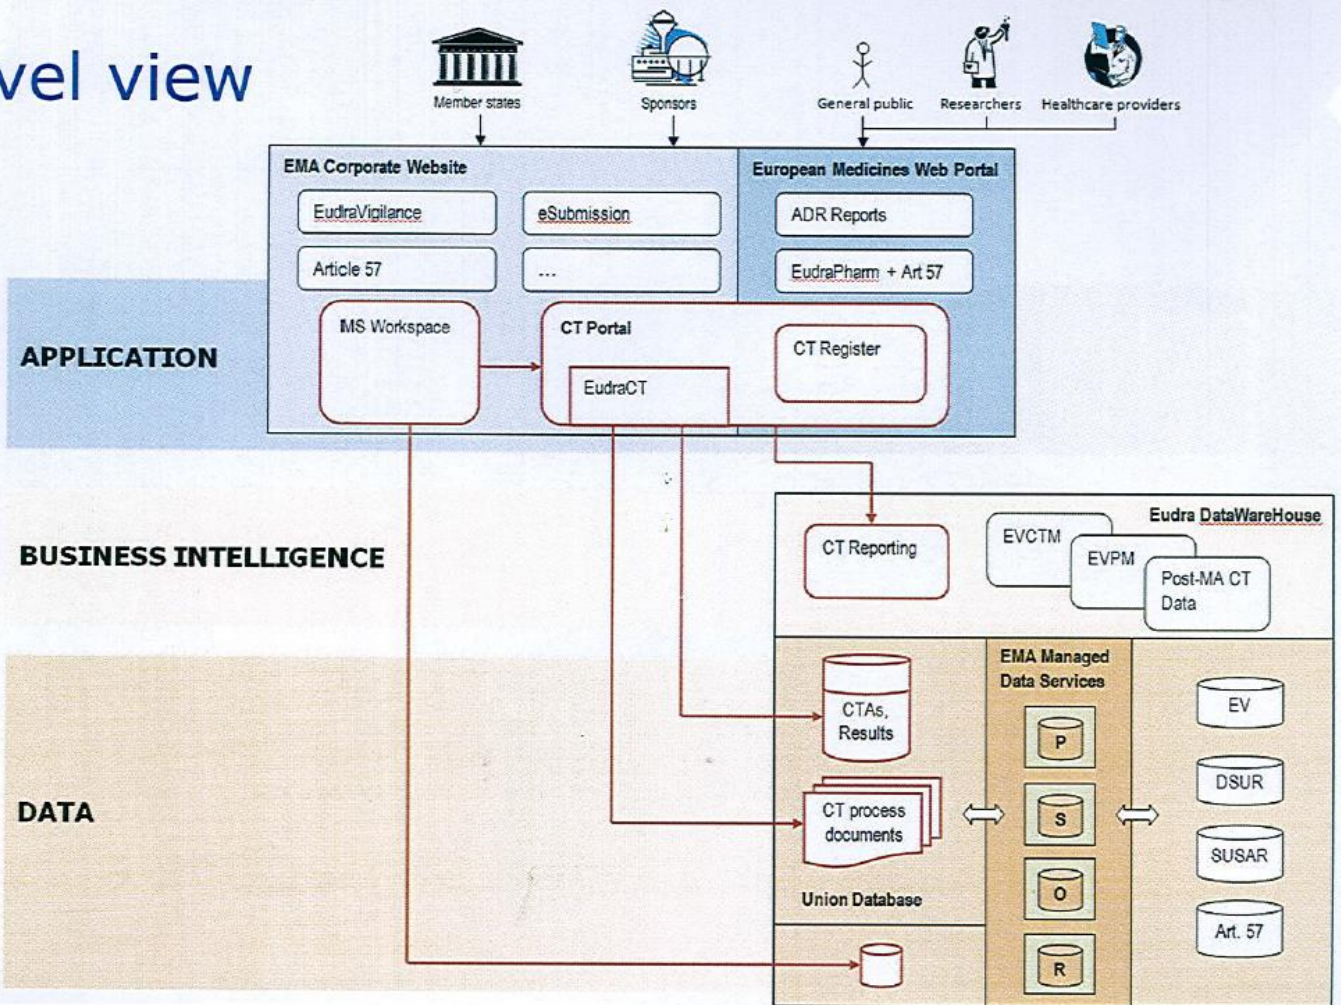 vel view
Member states
Sponsors
General public
Researchers
Healthcare providers
EMA Corporate Website
European Medicines Web Portal
EudraVigilance
eSubmission
ADR Reports
Article 57
...
EudraPharm + Art 57
APPLICATION
MS Workspace
CT Portal
CT Register
EudraCT
BUSINESS INTELLIGENCE
Eudra DataWareHouse
CT Reporting
EVCTM
EVPM
Post-MA CT
Data
DATA
EMA Managed
Data Services
CTAs,
Results
P
EV
CT process
documents
S
DSUR
SUSAR
Union Database
O
Art. 57
R